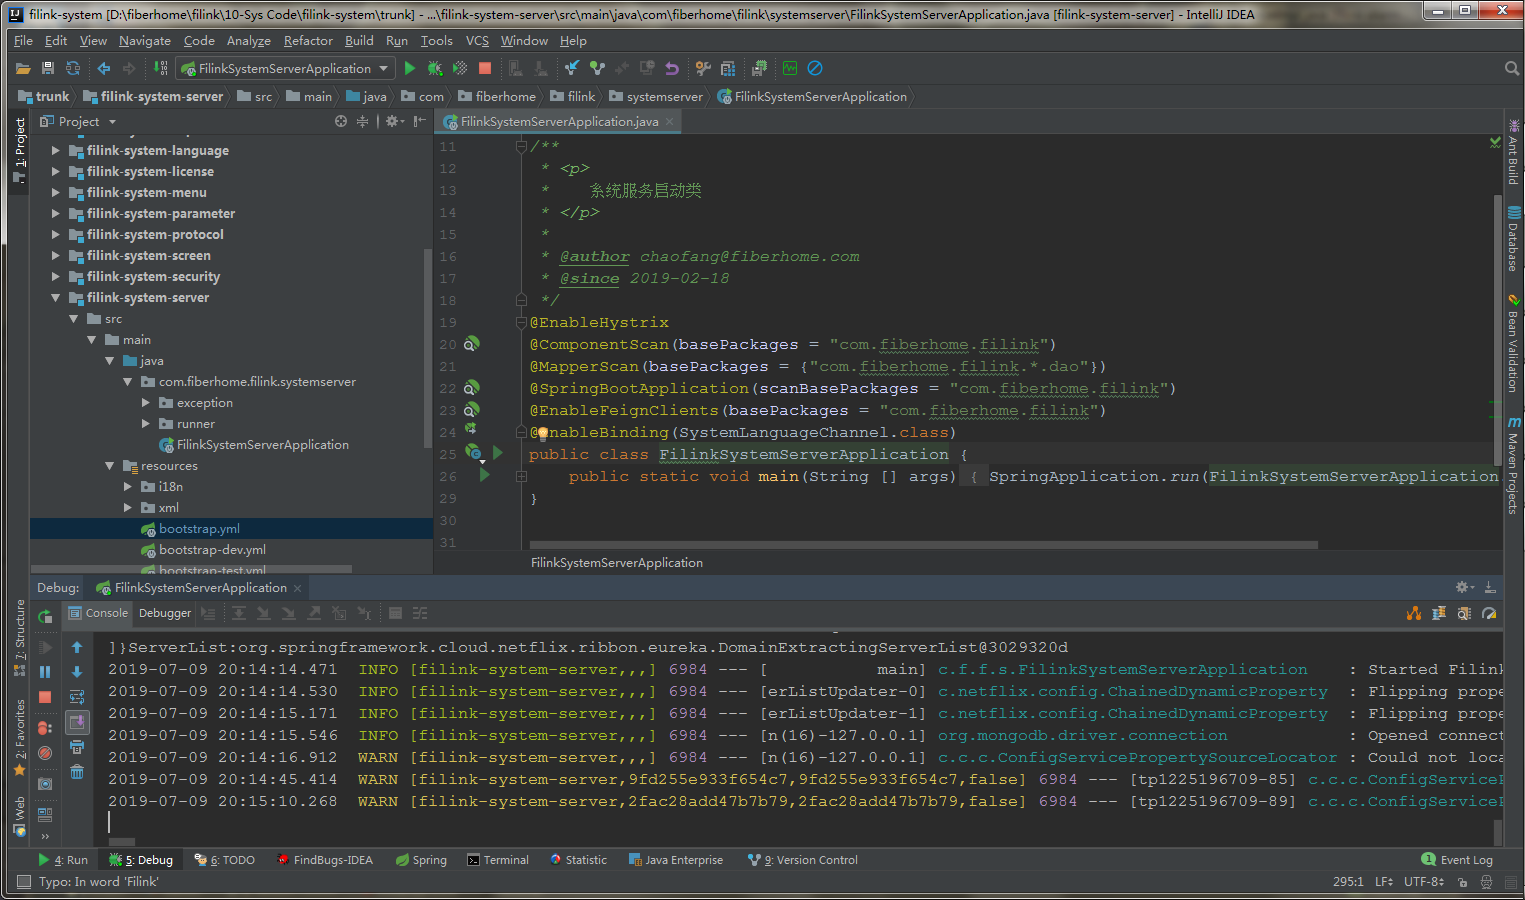 filink-system [D:\fiberhome\filink\10-Sys Code\filink-system\trunk] - ...\filink-system-server\src\main\java\com\fiberhome\filink\systemserver\FilinkSystemServerApplication.java [filink-system-server] - IntelliJ IDEA
File Edit View Navigate Code Analyze Refactor Build Run Tools VCS Window Help
FilinkSystemServerApplication
trunk filink-system-server src main java com fiberhome filink systemserver FilinkSystemServerApplication
Project
FilinkSystemServerApplication.java
1: Project
7: Structure
2: Favorites
Web
filink-system-language
filink-system-license
filink-system-menu
filink-system-parameter
filink-system-protocol
filink-system-screen
filink-system-security
filink-system-server
src
main
java
com.fiberhome.filink.systemserver
exception
runner
FilinkSystemServerApplication
resources
i18n
xml
bootstrap.yml
bootstrap-dev.yml
bootstrap-test.yml
11 /**
12 * <p>
13 * 系统服务启动类
14 * </p>
15 *
16 * @author chaofang@fiberhome.com
17 * @since 2019-02-18
18 */
19 @EnableHystrix
20 @ComponentScan(basePackages = "com.fiberhome.filink")
21 @MapperScan(basePackages = {"com.fiberhome.filink.*.dao"})
22 @SpringBootApplication(scanBasePackages = "com.fiberhome.filink")
23 @EnableFeignClients(basePackages = "com.fiberhome.filink")
24 @EnableBinding(SystemLanguageChannel.class)
25 public class FilinkSystemServerApplication {
26 public static void main(String [] args) { SpringApplication.run(FilinkSystemServerApplication
29 }
30
31
FilinkSystemServerApplication
Ant Build
Database
Bean Validation
Maven Projects
Debug: FilinkSystemServerApplication
Console Debugger
]}ServerList:org.springframework.cloud.netflix.ribbon.eureka.DomainExtractingServerList@3029320d
2019-07-09 20:14:14.471 INFO [filink-system-server,,,] 6984 --- [ main] c.f.f.s.FilinkSystemServerApplication : Started Filink
2019-07-09 20:14:14.530 INFO [filink-system-server,,,] 6984 --- [erListUpdater-0] c.netflix.config.ChainedDynamicProperty : Flipping prope
2019-07-09 20:14:15.171 INFO [filink-system-server,,,] 6984 --- [erListUpdater-1] c.netflix.config.ChainedDynamicProperty : Flipping prope
2019-07-09 20:14:15.546 INFO [filink-system-server,,,] 6984 --- [n(16)-127.0.0.1] org.mongodb.driver.connection : Opened connect
2019-07-09 20:14:16.912 WARN [filink-system-server,,,] 6984 --- [n(16)-127.0.0.1] c.c.c.ConfigServicePropertySourceLocator : Could not loca
2019-07-09 20:14:45.414 WARN [filink-system-server,9fd255e933f654c7,9fd255e933f654c7,false] 6984 --- [tp1225196709-85] c.c.c.ConfigServiceP
2019-07-09 20:15:10.268 WARN [filink-system-server,2fac28add47b7b79,2fac28add47b7b79,false] 6984 --- [tp1225196709-89] c.c.c.ConfigServiceP
4: Run 5: Debug 6: TODO FindBugs-IDEA Spring Terminal Statistic Java Enterprise 9: Version Control 1 Event Log
Typo: In word 'Filink' 295:1 LF UTF-8